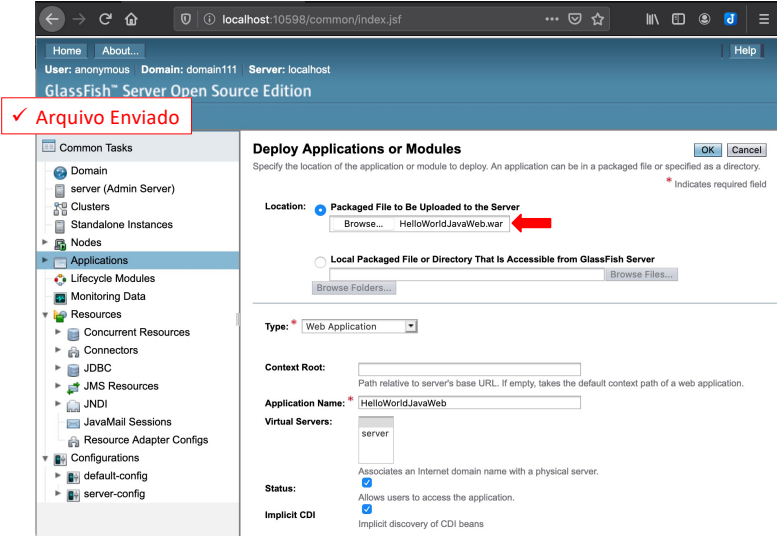 localhost:10598/common/index.jsf
Home About... Help
User: anonymous Domain: domain111 Server: localhost
GlassFish™ Server Open Source Edition
✓ Arquivo Enviado
Common Tasks
Domain
server (Admin Server)
Clusters
Standalone Instances
Nodes
Applications
Lifecycle Modules
Monitoring Data
Resources
Concurrent Resources
Connectors
JDBC
JMS Resources
JNDI
JavaMail Sessions
Resource Adapter Configs
Configurations
default-config
server-config
Deploy Applications or Modules OK Cancel
Specify the location of the application or module to deploy. An application can be in a packaged file or specified as a directory.
* Indicates required field
Location: Packaged File to Be Uploaded to the Server
Browse... HelloWorldJavaWeb.war
Local Packaged File or Directory That Is Accessible from GlassFish Server
Browse Files...
Browse Folders...
Type: * Web Application
Context Root:
Path relative to server's base URL. If empty, takes the default context path of a web application.
Application Name: * HelloWorldJavaWeb
Virtual Servers:
server
Associates an Internet domain name with a physical server.
Status:
Allows users to access the application.
Implicit CDI
Implicit discovery of CDI beans